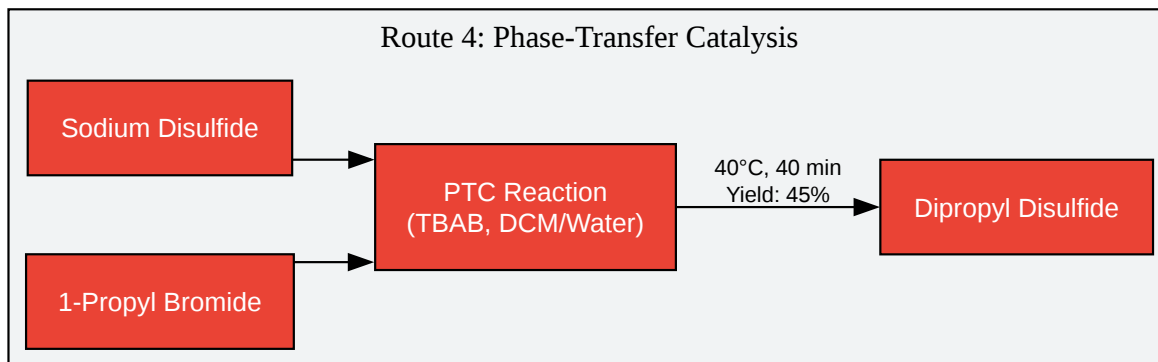 Route 4: Phase-Transfer Catalysis
Sodium Disulfide
1-Propyl Bromide
PTC Reaction
(TBAB, DCM/Water)
40°C, 40 min
Yield: 45%
Dipropyl Disulfide